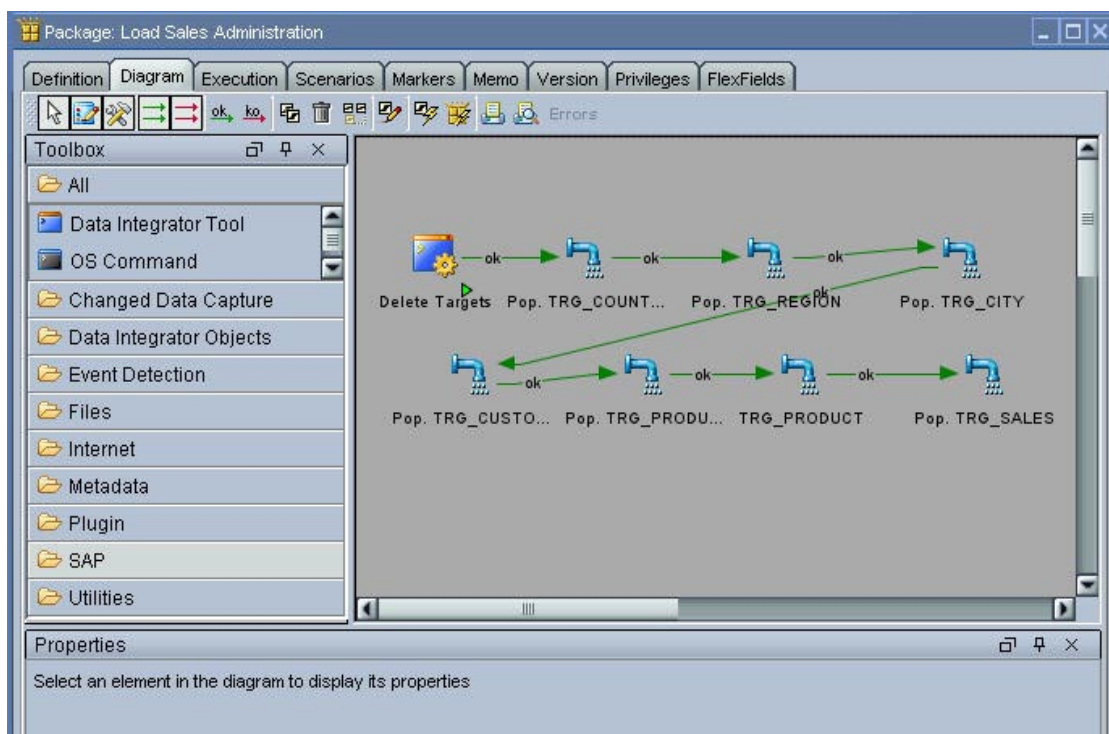 Package: Load Sales Administration
Definition Diagram Execution Scenarios Markers Memo Version Privileges FlexFields
ok ko Errors
Toolbox
All
Data Integrator Tool
OS Command
Changed Data Capture
Data Integrator Objects
Event Detection
Files
Internet
Metadata
Plugin
SAP
Utilities
ok ok ok
Delete Targets Pop. TRG_COUNT... Pop. TRG_REGION Pop. TRG_CITY
ok
ok ok ok
Pop. TRG_CUSTO... Pop. TRG_PRODU... TRG_PRODUCT Pop. TRG_SALES
Properties
Select an element in the diagram to display its properties